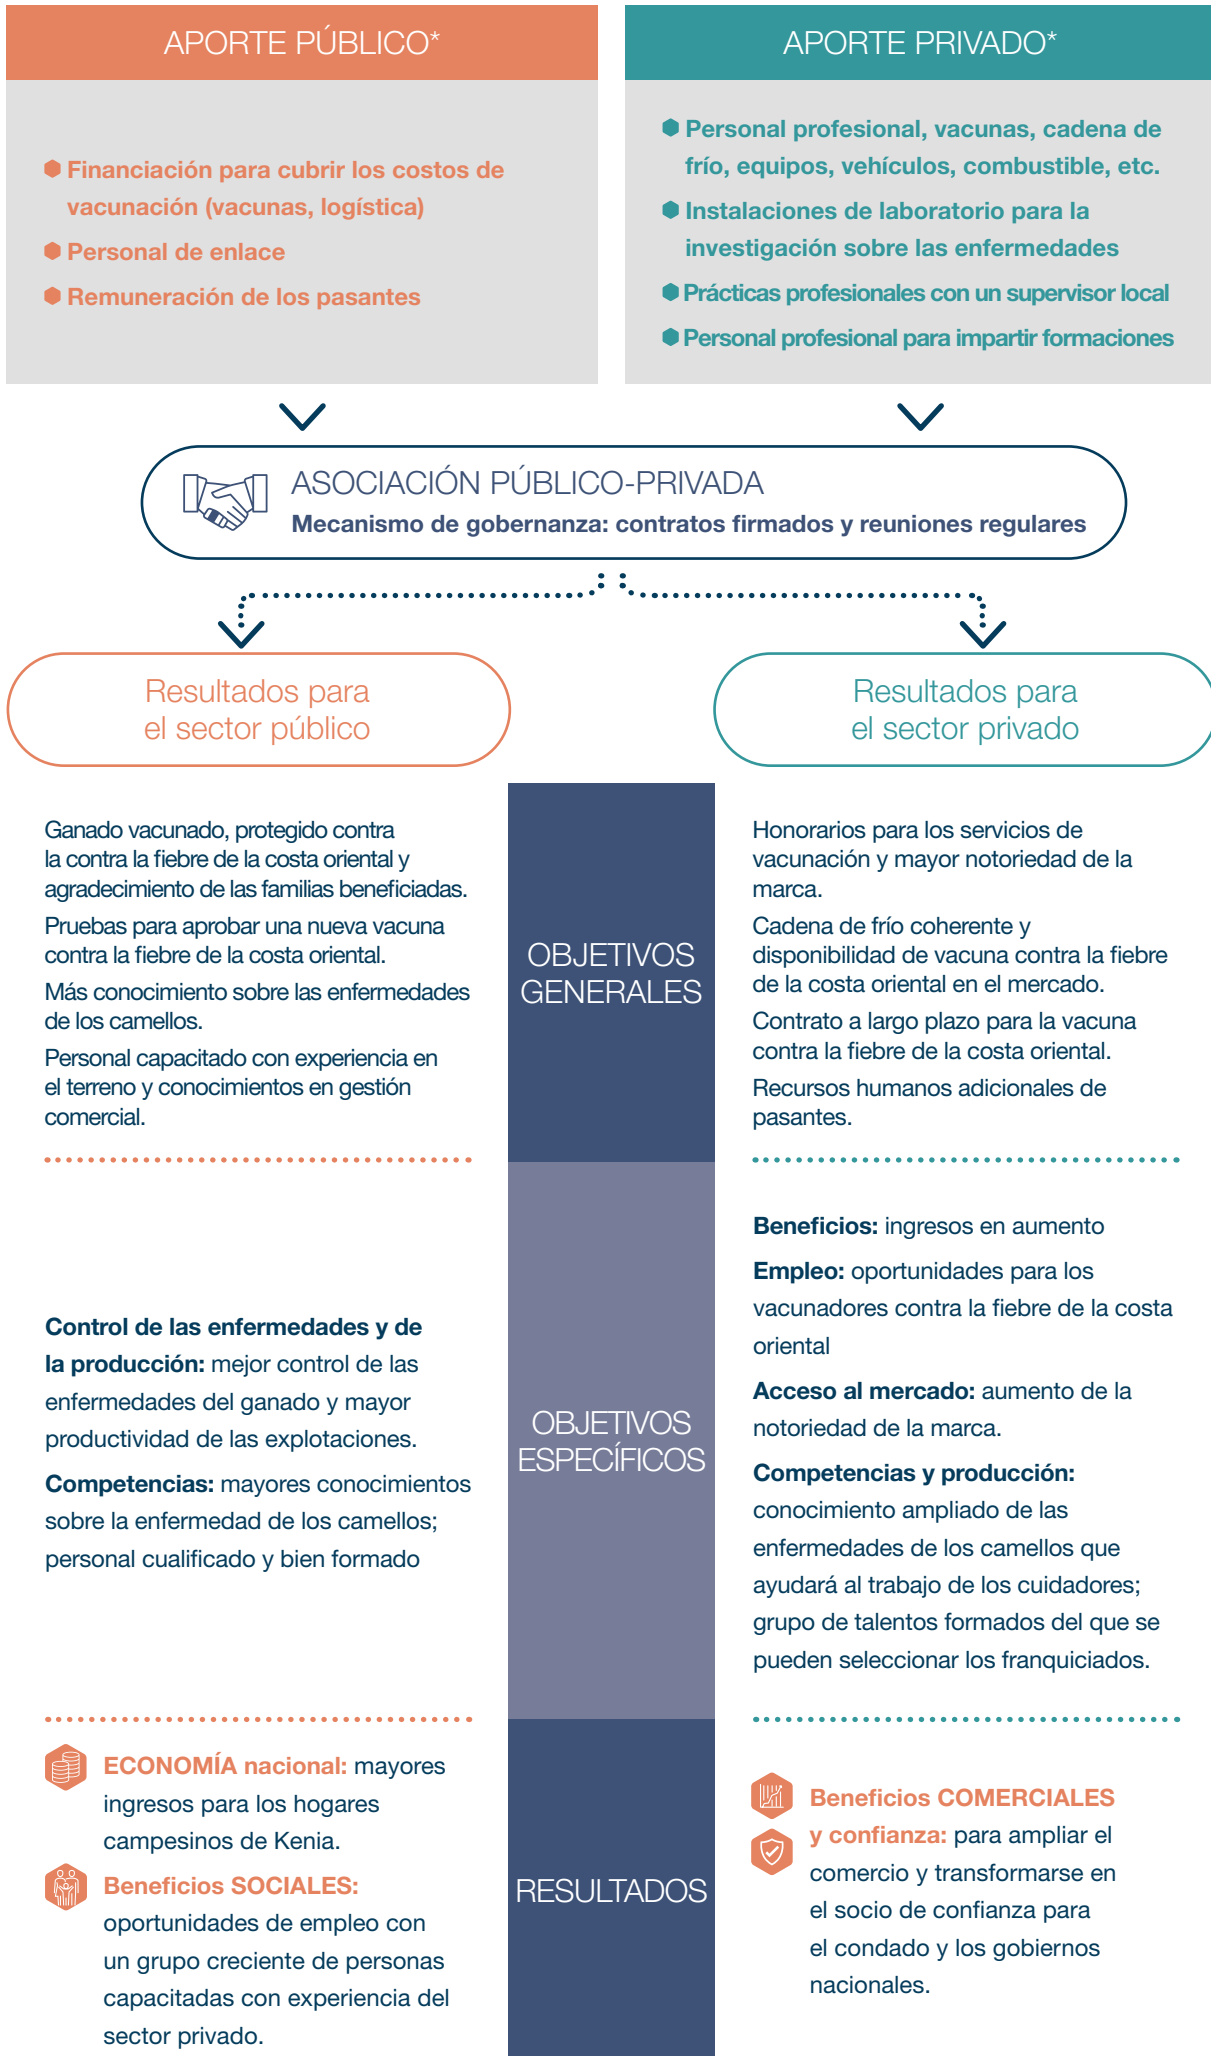 APORTE PÚBLICO*
Financiación para cubrir los costos de
vacunación (vacunas, logística)
Personal de enlace
Remuneración de los pasantes
APORTE PRIVADO*
Personal profesional, vacunas, cadena de
frío, equipos, vehículos, combustible, etc.
Instalaciones de laboratorio para la
investigación sobre las enfermedades
Prácticas profesionales con un supervisor local
Personal profesional para impartir formaciones
ASOCIACIÓN PÚBLICO-PRIVADA
Mecanismo de gobernanza: contratos firmados y reuniones regulares
Resultados para
el sector público
Resultados para
el sector privado
Ganado vacunado, protegido contra
la contra la fiebre de la costa oriental y
agradecimiento de las familias beneficiadas.
Pruebas para aprobar una nueva vacuna
contra la fiebre de la costa oriental.
Más conocimiento sobre las enfermedades
de los camellos.
Personal capacitado con experiencia en
el terreno y conocimientos en gestión
comercial.
OBJETIVOS
GENERALES
Honorarios para los servicios de
vacunación y mayor notoriedad de la
marca.
Cadena de frío coherente y
disponibilidad de vacuna contra la fiebre
de la costa oriental en el mercado.
Contrato a largo plazo para la vacuna
contra la fiebre de la costa oriental.
Recursos humanos adicionales de
pasantes.
Control de las enfermedades y de
la producción: mejor control de las
enfermedades del ganado y mayor
productividad de las explotaciones.
Competencias: mayores conocimientos
sobre la enfermedad de los camellos;
personal cualificado y bien formado
OBJETIVOS
ESPECÍFICOS
Beneficios: ingresos en aumento
Empleo: oportunidades para los
vacunadores contra la fiebre de la costa
oriental
Acceso al mercado: aumento de la
notoriedad de la marca.
Competencias y producción:
conocimiento ampliado de las
enfermedades de los camellos que
ayudará al trabajo de los cuidadores;
grupo de talentos formados del que se
pueden seleccionar los franquiciados.
ECONOMÍA nacional: mayores
ingresos para los hogares
campesinos de Kenia.
Beneficios SOCIALES:
oportunidades de empleo con
un grupo creciente de personas
capacitadas con experiencia del
sector privado.
RESULTADOS
Beneficios COMERCIALES
y confianza: para ampliar el
comercio y transformarse en
el socio de confianza para
el condado y los gobiernos
nacionales.